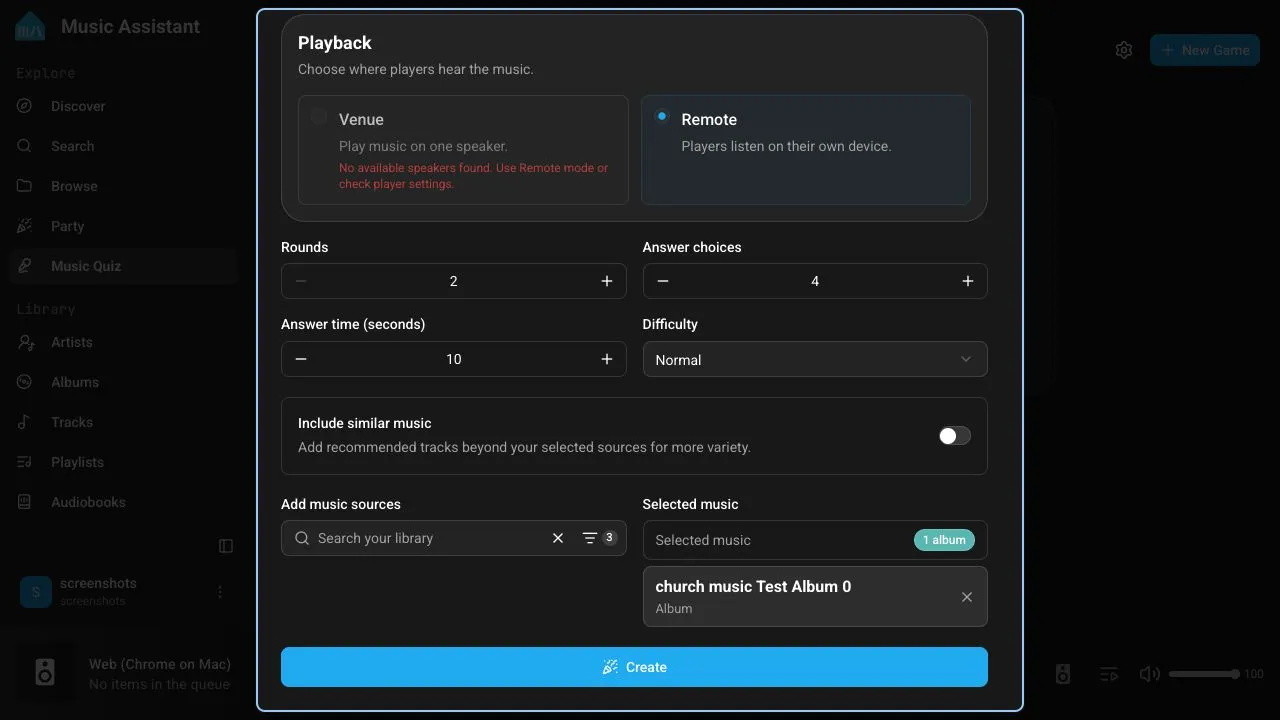 Music Assistant
Explore
Discover
Search
Browse
Party
Music Quiz
Library
Artists
Albums
Tracks
Playlists
Audiobooks
S
screenshots
screenshots
Web (Chrome on Mac)
No items in the queue
Playback
Choose where players hear the music.
Venue
Play music on one speaker.
No available speakers found. Use Remote mode or
check player settings.
Remote
Players listen on their own device.
Rounds
2
Answer choices
4
Answer time (seconds)
10
Difficulty
Normal
Include similar music
Add recommended tracks beyond your selected sources for more variety.
Add music sources
Search your library
3
Selected music
Selected music
1 album
church music Test Album 0
Album
Create
New Game
100